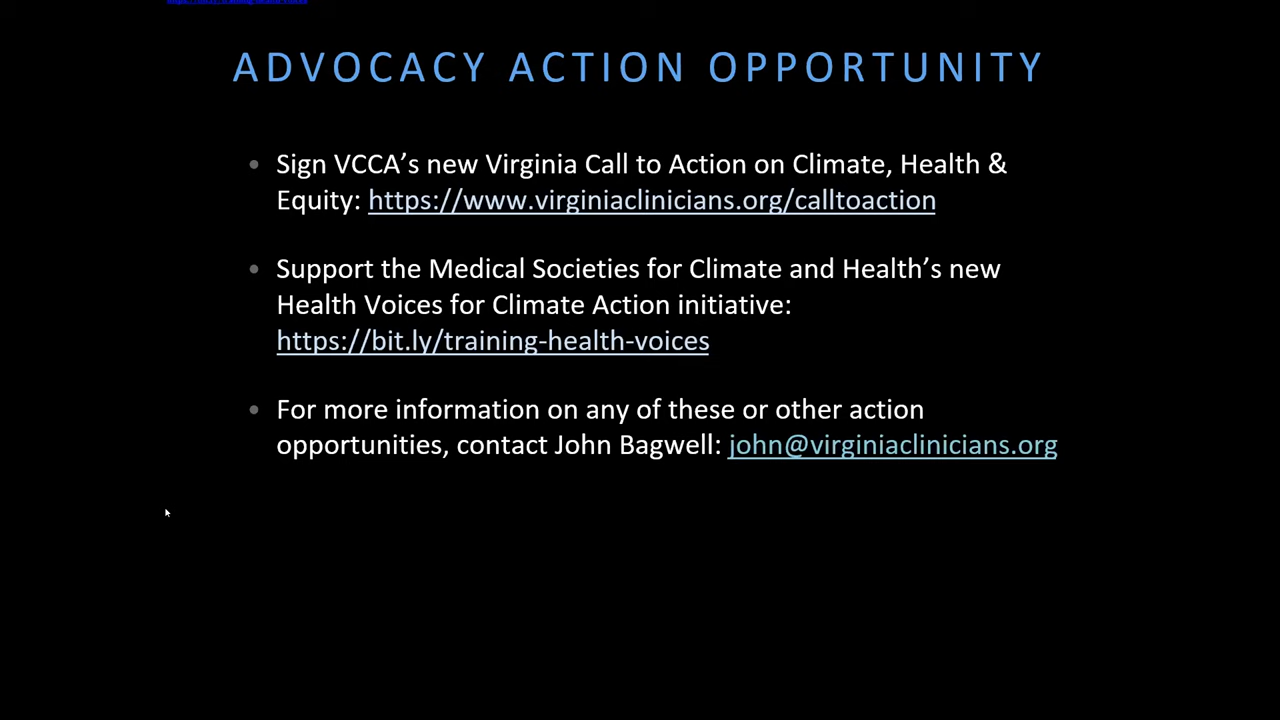 ADVOCACY ACTION OPPORTUNITY
• Sign VCCA’s new Virginia Call to Action on Climate, Health &
Equity: https://www.virginiaclinicians.org/calltoaction
• Support the Medical Societies for Climate and Health’s new
Health Voices for Climate Action initiative:
https://bit.ly/training-health-voices
• For more information on any of these or other action
opportunities, contact John Bagwell: john@virginiaclinicians.org